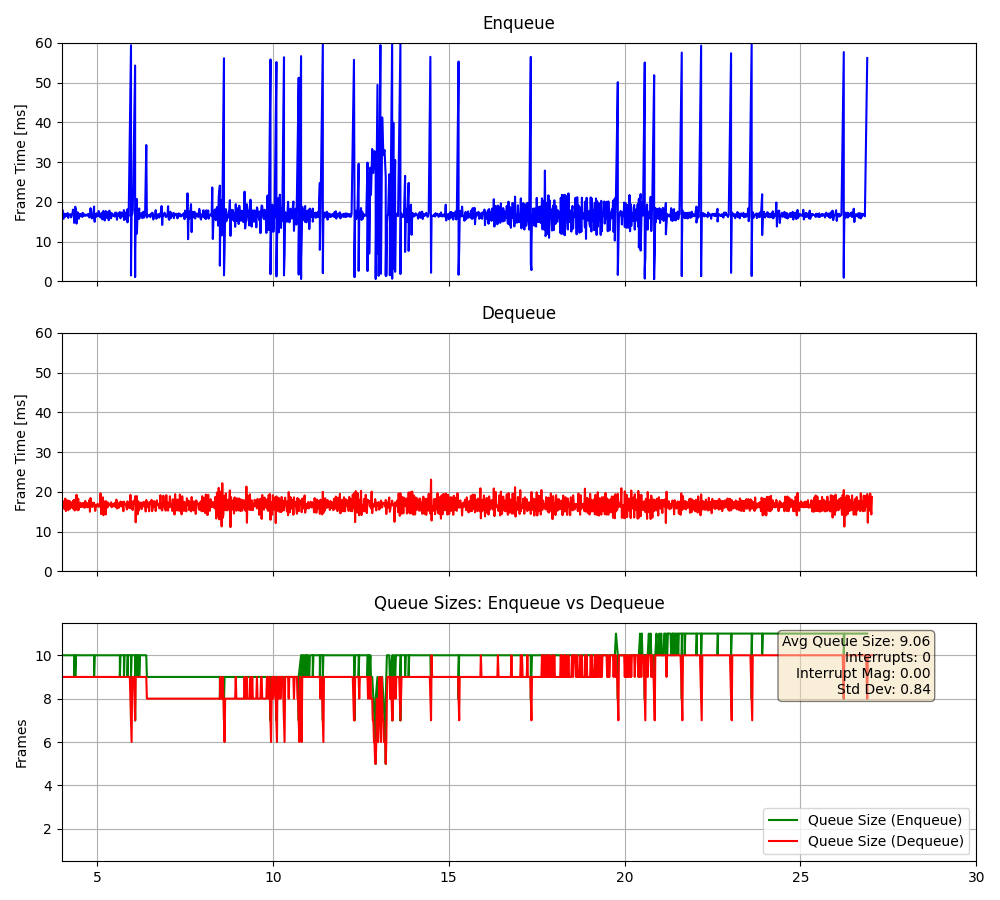 Enqueue
Frame Time [ms]
60
50
40
30
20
10
0
Dequeue
Frame Time [ms]
60
50
40
30
20
10
0
Queue Sizes: Enqueue vs Dequeue
Frames
10
8
6
4
2
Avg Queue Size: 9.06
Interrupts: 0
Interrupt Mag: 0.00
Std Dev: 0.84
Queue Size (Enqueue)
Queue Size (Dequeue)
5 10 15 20 25 30